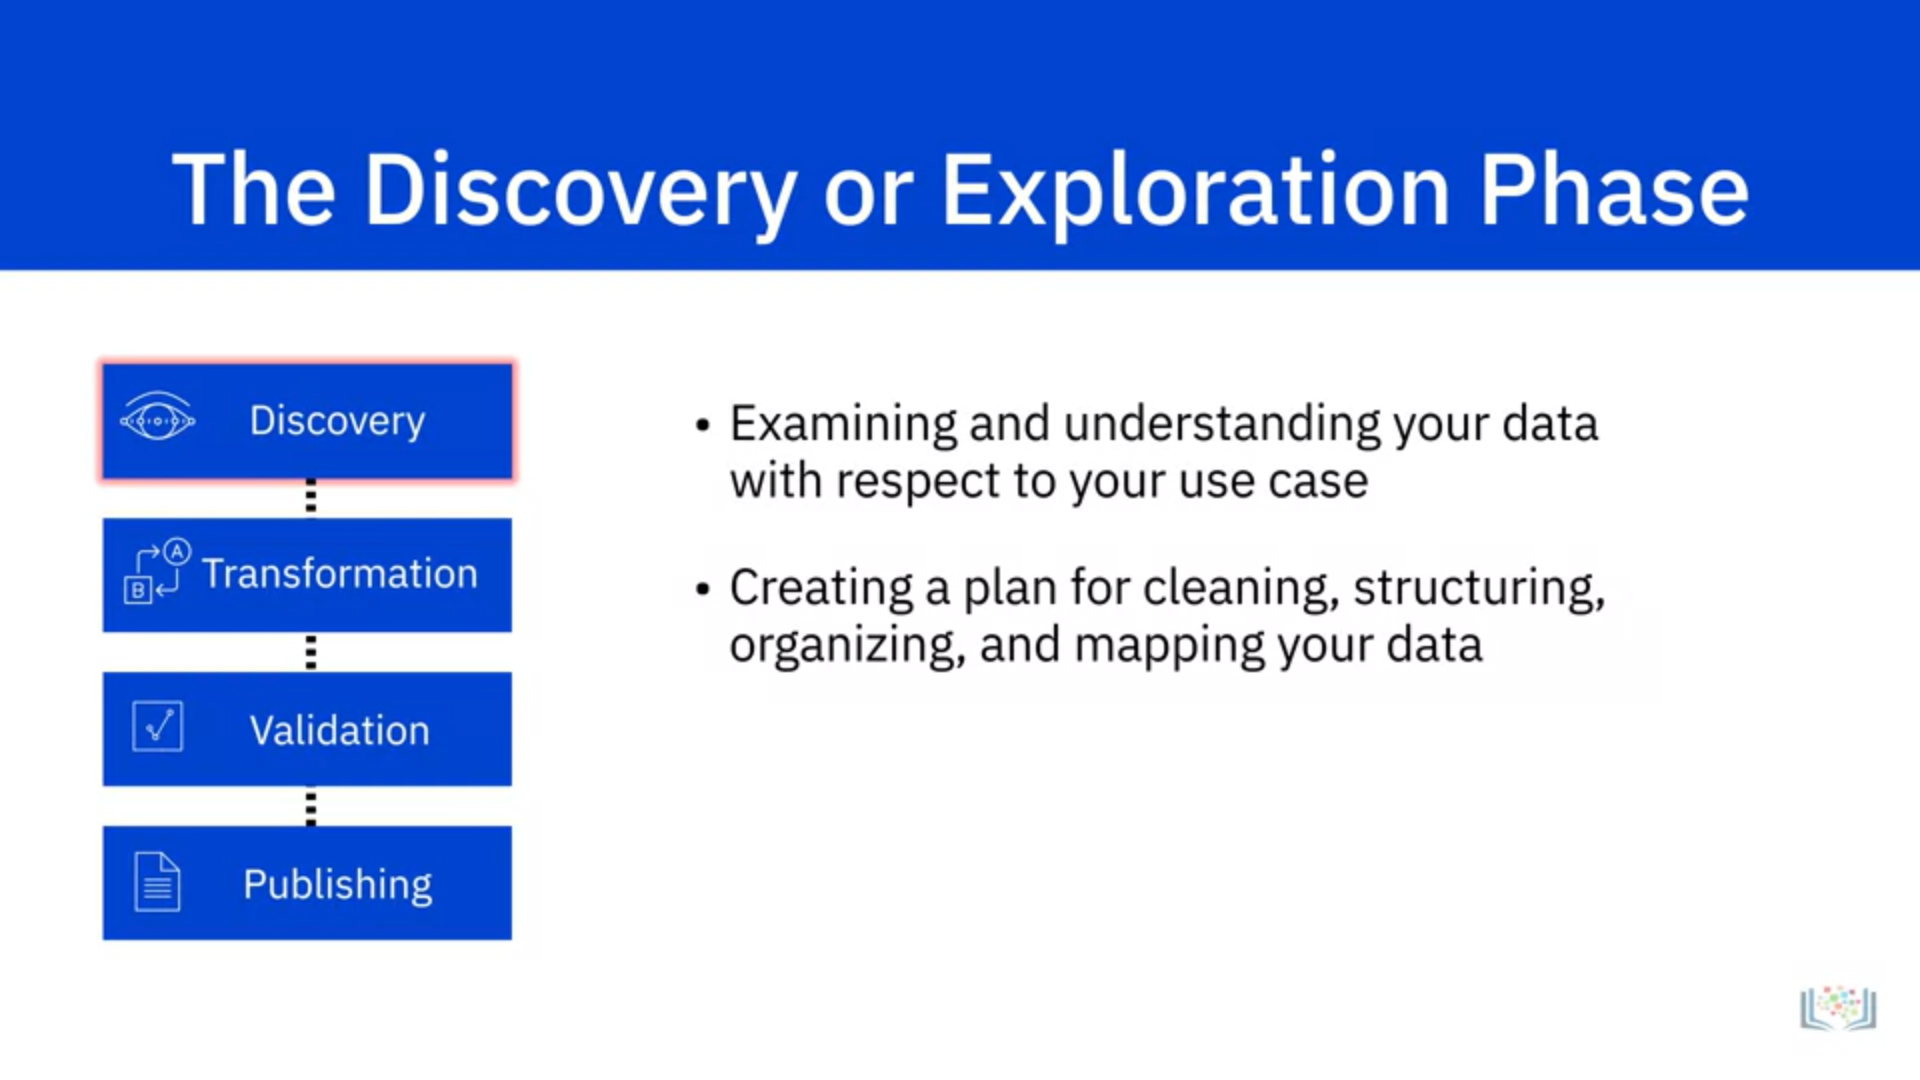 The Discovery or Exploration Phase
Discovery
A
B
Transformation
Validation
Publishing
• Examining and understanding your data
with respect to your use case
• Creating a plan for cleaning, structuring,
organizing, and mapping your data